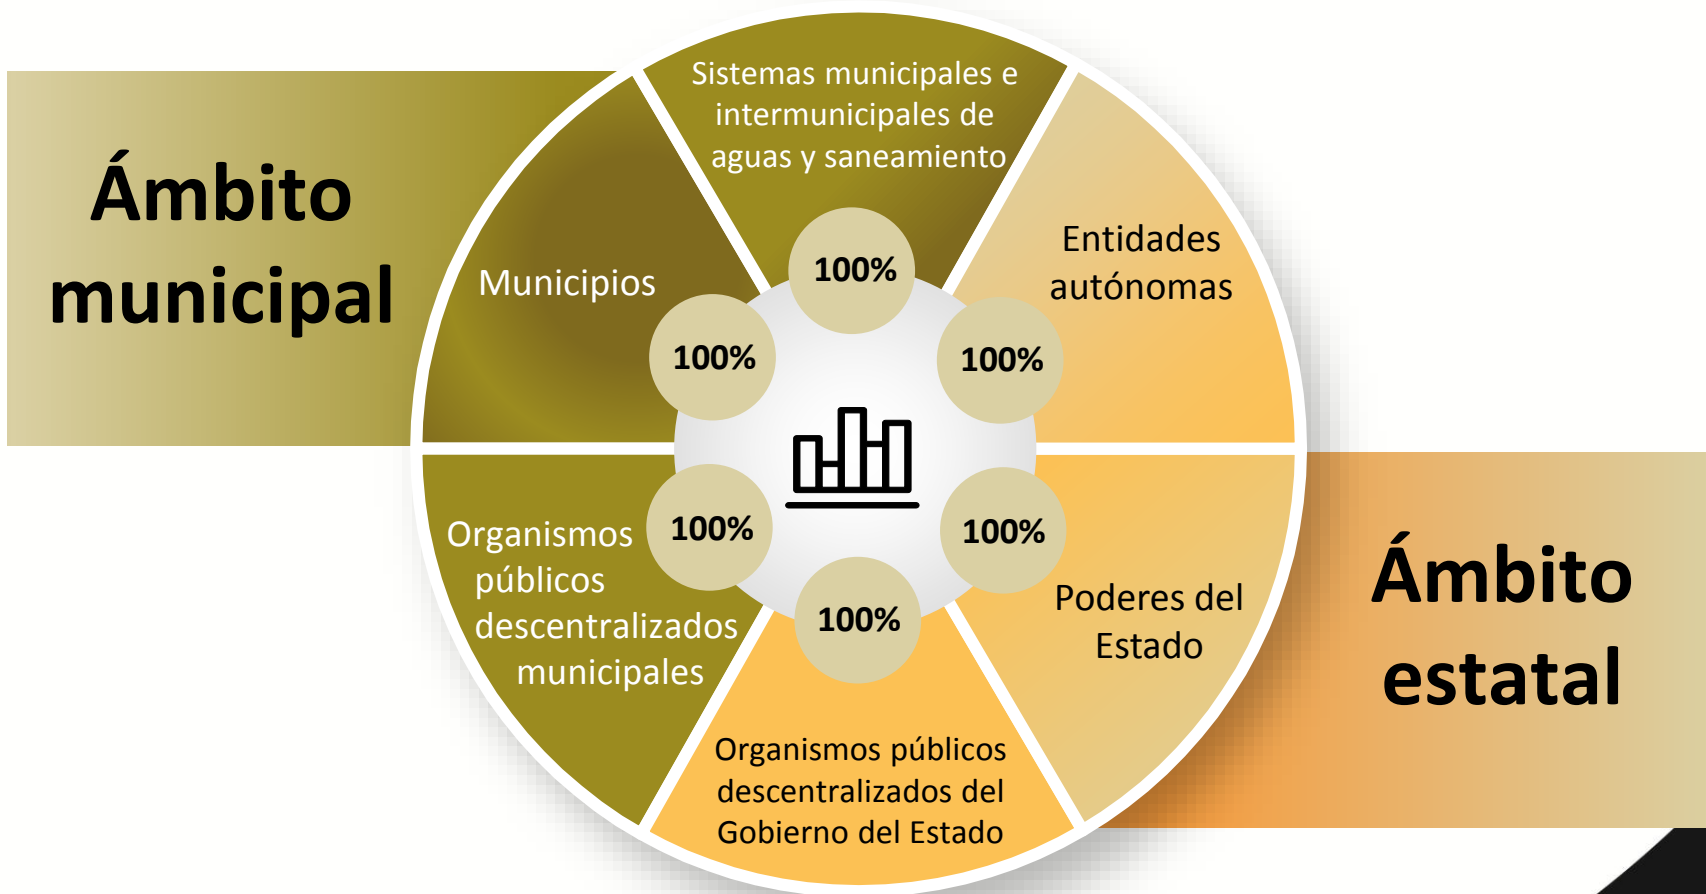 Ámbito
municipal
Sistemas municipales e
intermunicipales de
aguas y saneamiento
100%
Entidades
autónomas
100%
Municipios
100%
Organismos
públicos
descentralizados
municipales
100%
Poderes del
Estado
100%
Organismos públicos
descentralizados del
Gobierno del Estado
100%
Ámbito
estatal